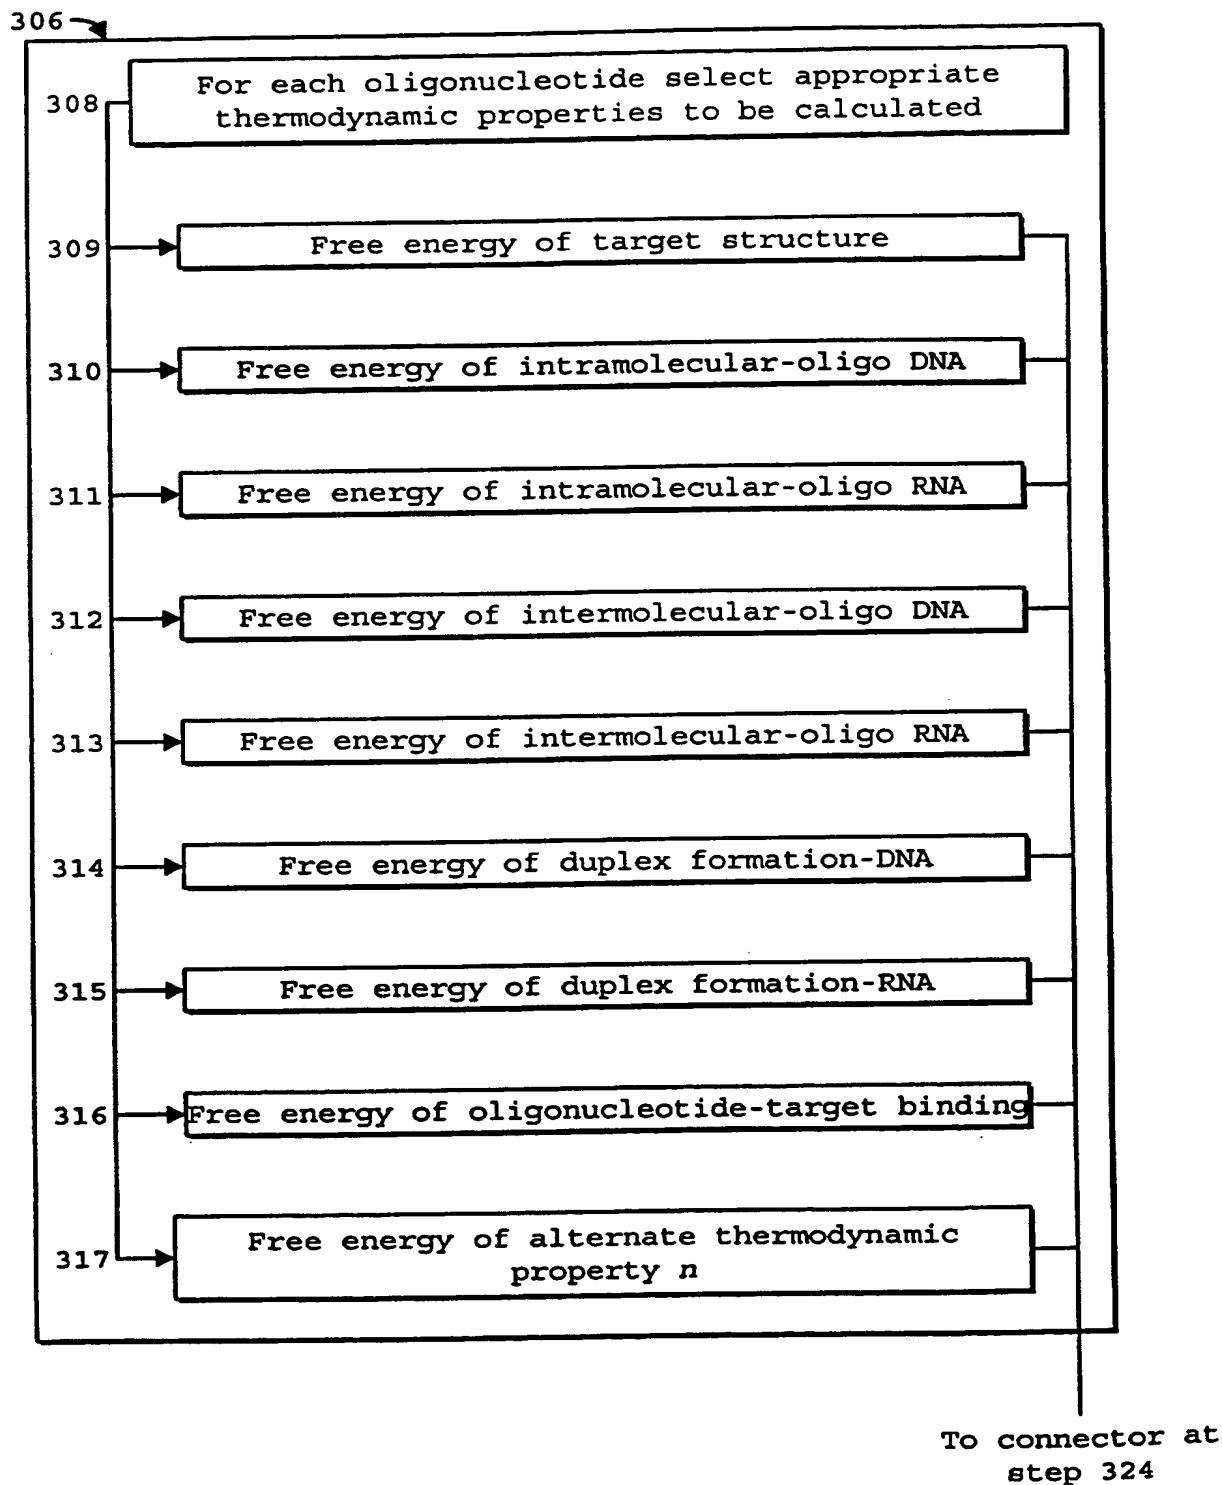 306
For each oligonucleotide select appropriate
308
thermodynamic properties to be calculated
309
Free energy of target structure
310
Free energy of intramolecular-oligo DNA
311
Free energy of intramolecular-oligo RNA
312
Free energy of intermolecular-oligo DNA
313
Free energy of intermolecular-oligo RNA
314
Free energy of duplex formation-DNA
315
Free energy of duplex formation-RNA
316
Free energy of oligonucleotide-target binding
317
Free energy of alternate thermodynamic
property n
To connector at
step 324